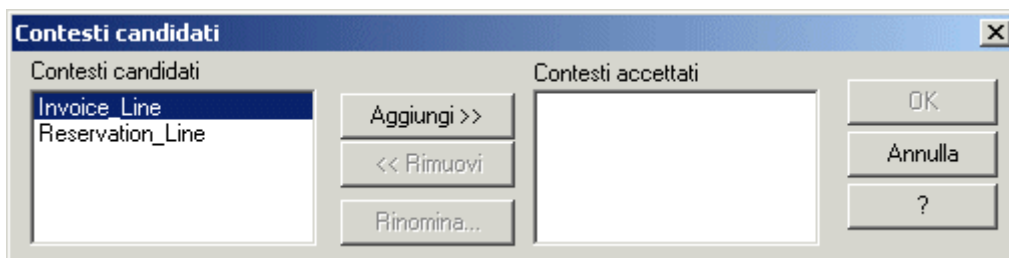 Contesti candidati
Contesti candidati
Invoice_Line
Reservation_Line
Aggiungi >>
<< Rimuovi
Rinomina...
Contesti accettati
OK
Annulla
?